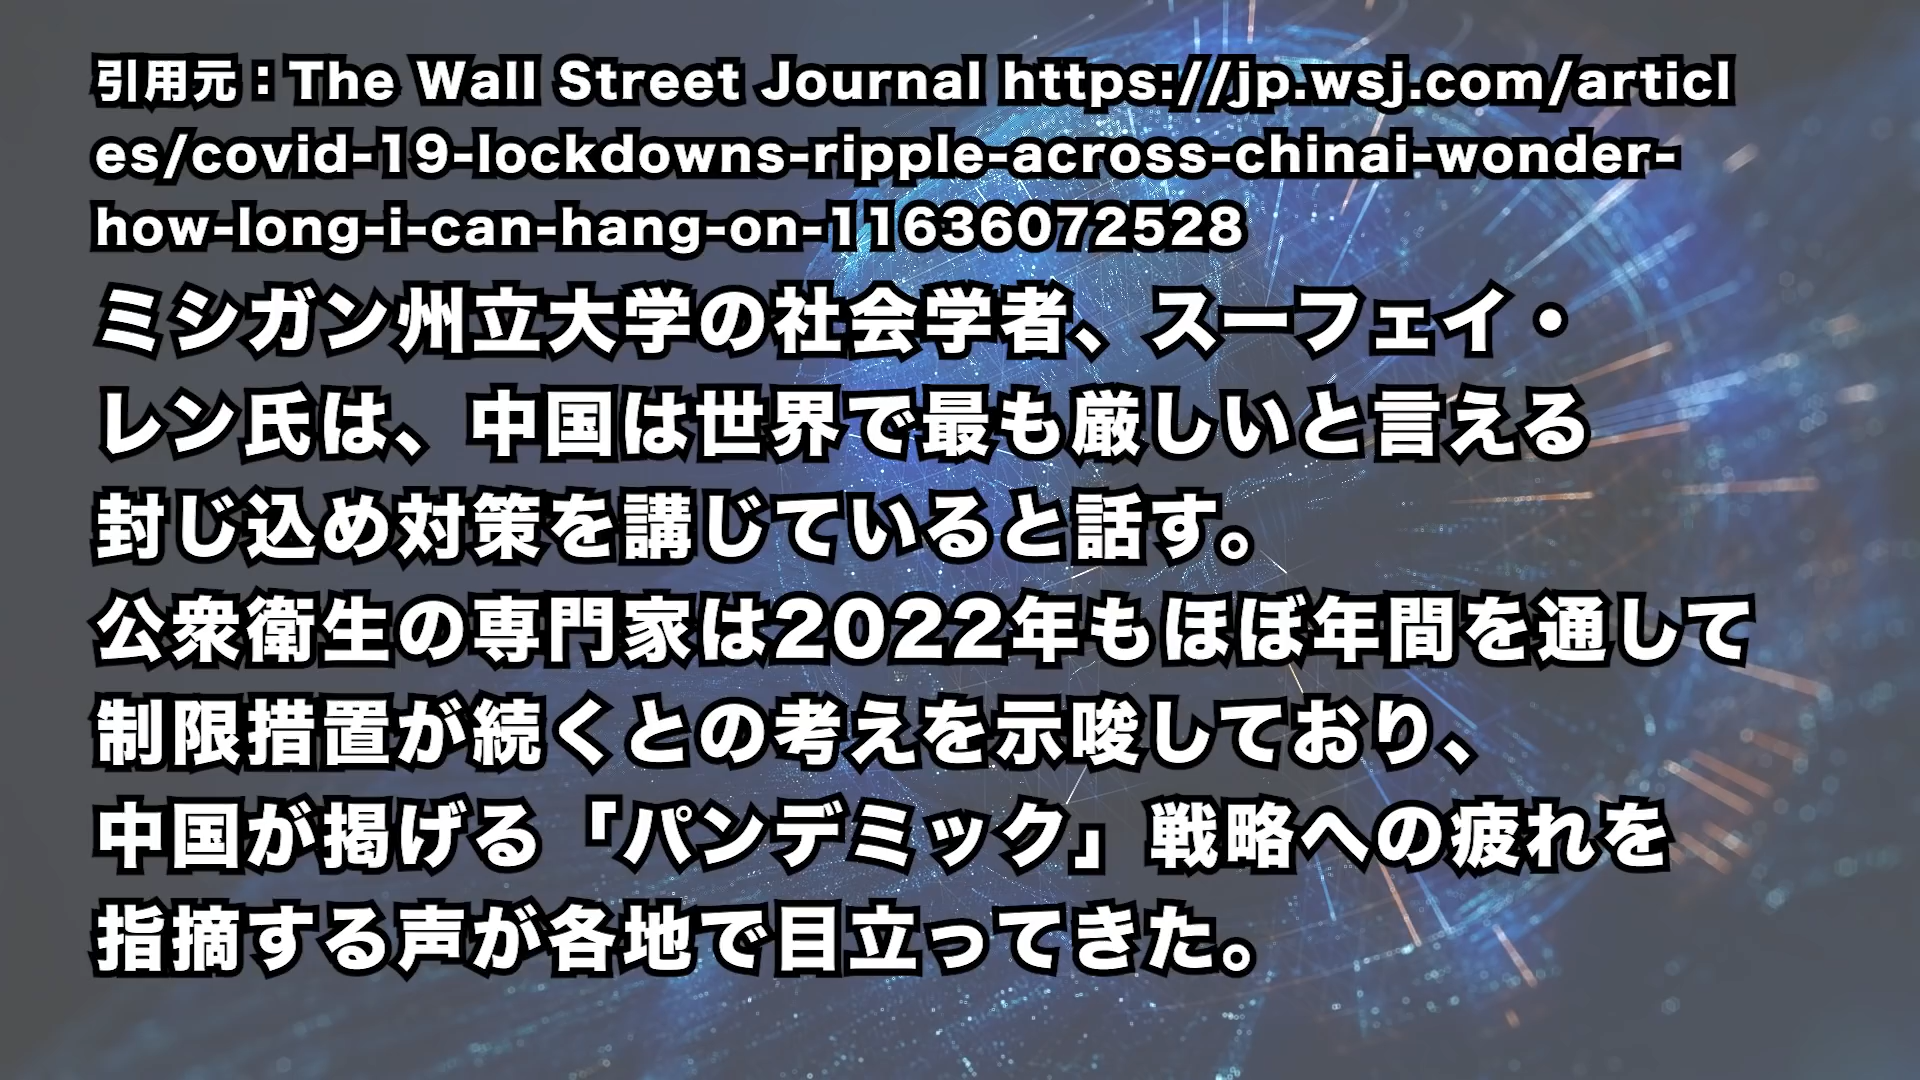 引用元：The Wall Street Journal https://jp.wsj.com/articl
es/covid-19-lockdowns-ripple-across-chinai-wonder-
how-long-i-can-hang-on-11636072528
ミシガン州立大学の社会学者、スーフェイ・
レン氏は、中国は世界で最も厳しいと言える
封じ込め対策を講じていると話す。
公衆衛生の専門家は2022年もほぼ年間を通して
制限措置が続くとの考えを示唆しており、
中国が掲げる「パンデミック」戦略への疲れを
指摘する声が各地で目立ってきた。